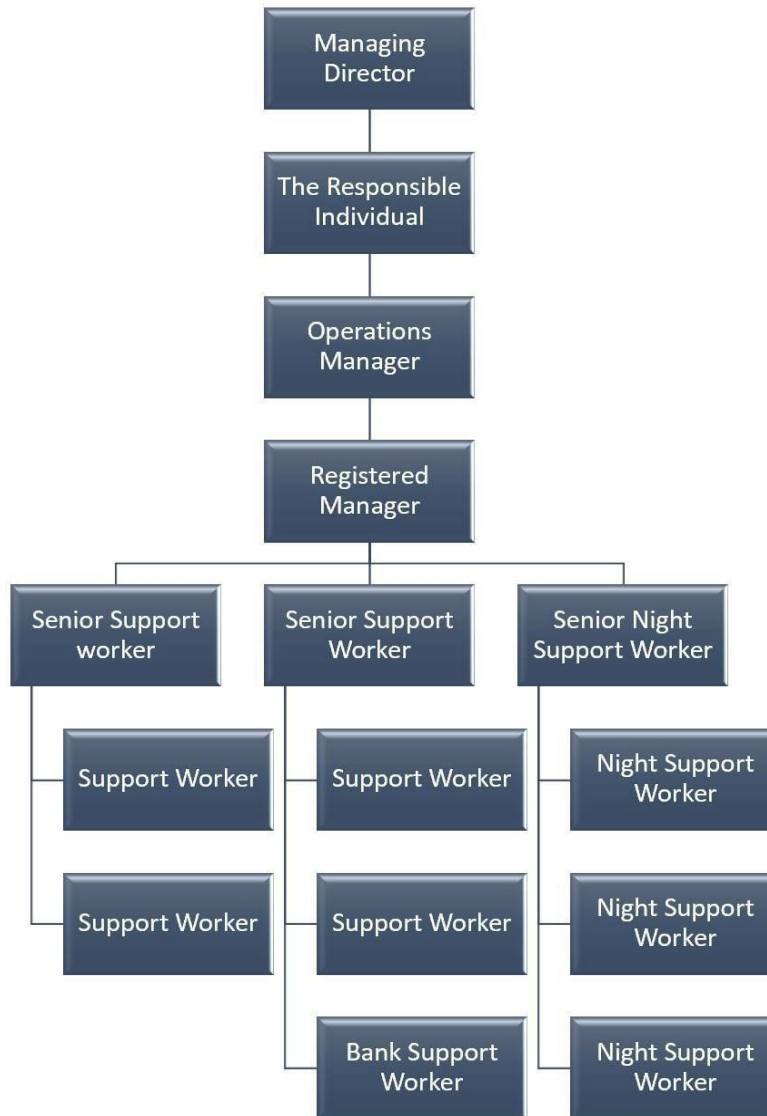 Managing
Director
The Responsible
Individual
Operations
Manager
Registered
Manager
Senior Support
worker
Senior Support
Worker
Senior Night
Support Worker
Support Worker
Support Worker
Night Support
Worker
Support Worker
Support Worker
Night Support
Worker
Bank Support
Worker
Night Support
Worker